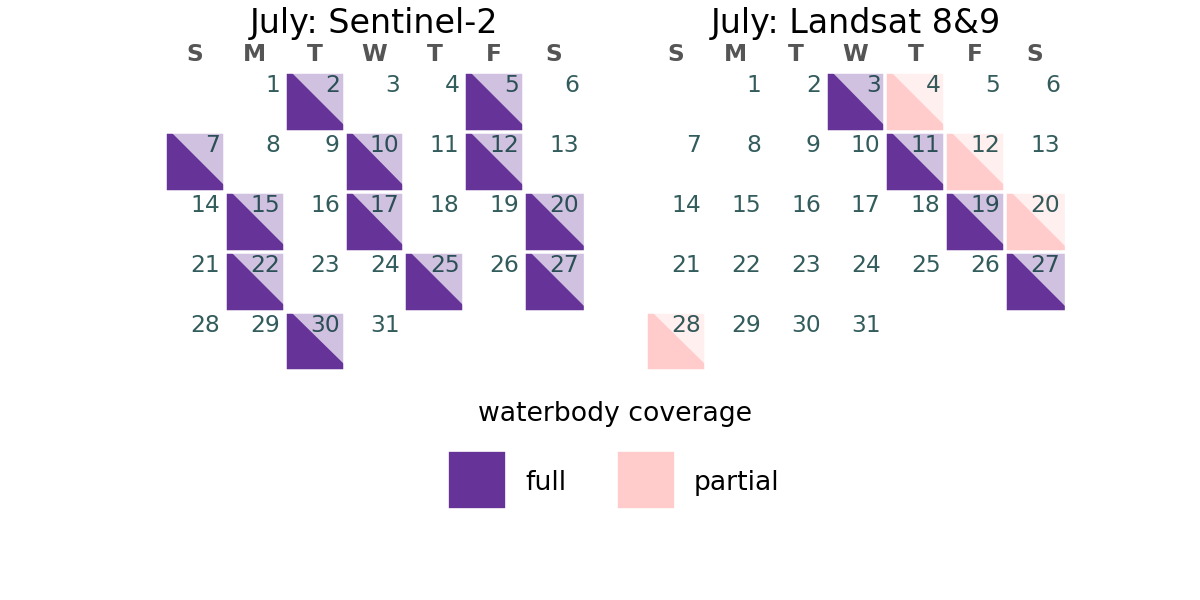 July: Sentinel-2
S M T W T F S
1 2 3 4 5 6
7 8 9 10 11 12 13
14 15 16 17 18 19 20
21 22 23 24 25 26 27
28 29 30 31
July: Landsat 8&9
S M T W T F S
1 2 3 4 5 6
7 8 9 10 11 12 13
14 15 16 17 18 19 20
21 22 23 24 25 26 27
28 29 30 31
waterbody coverage
full partial